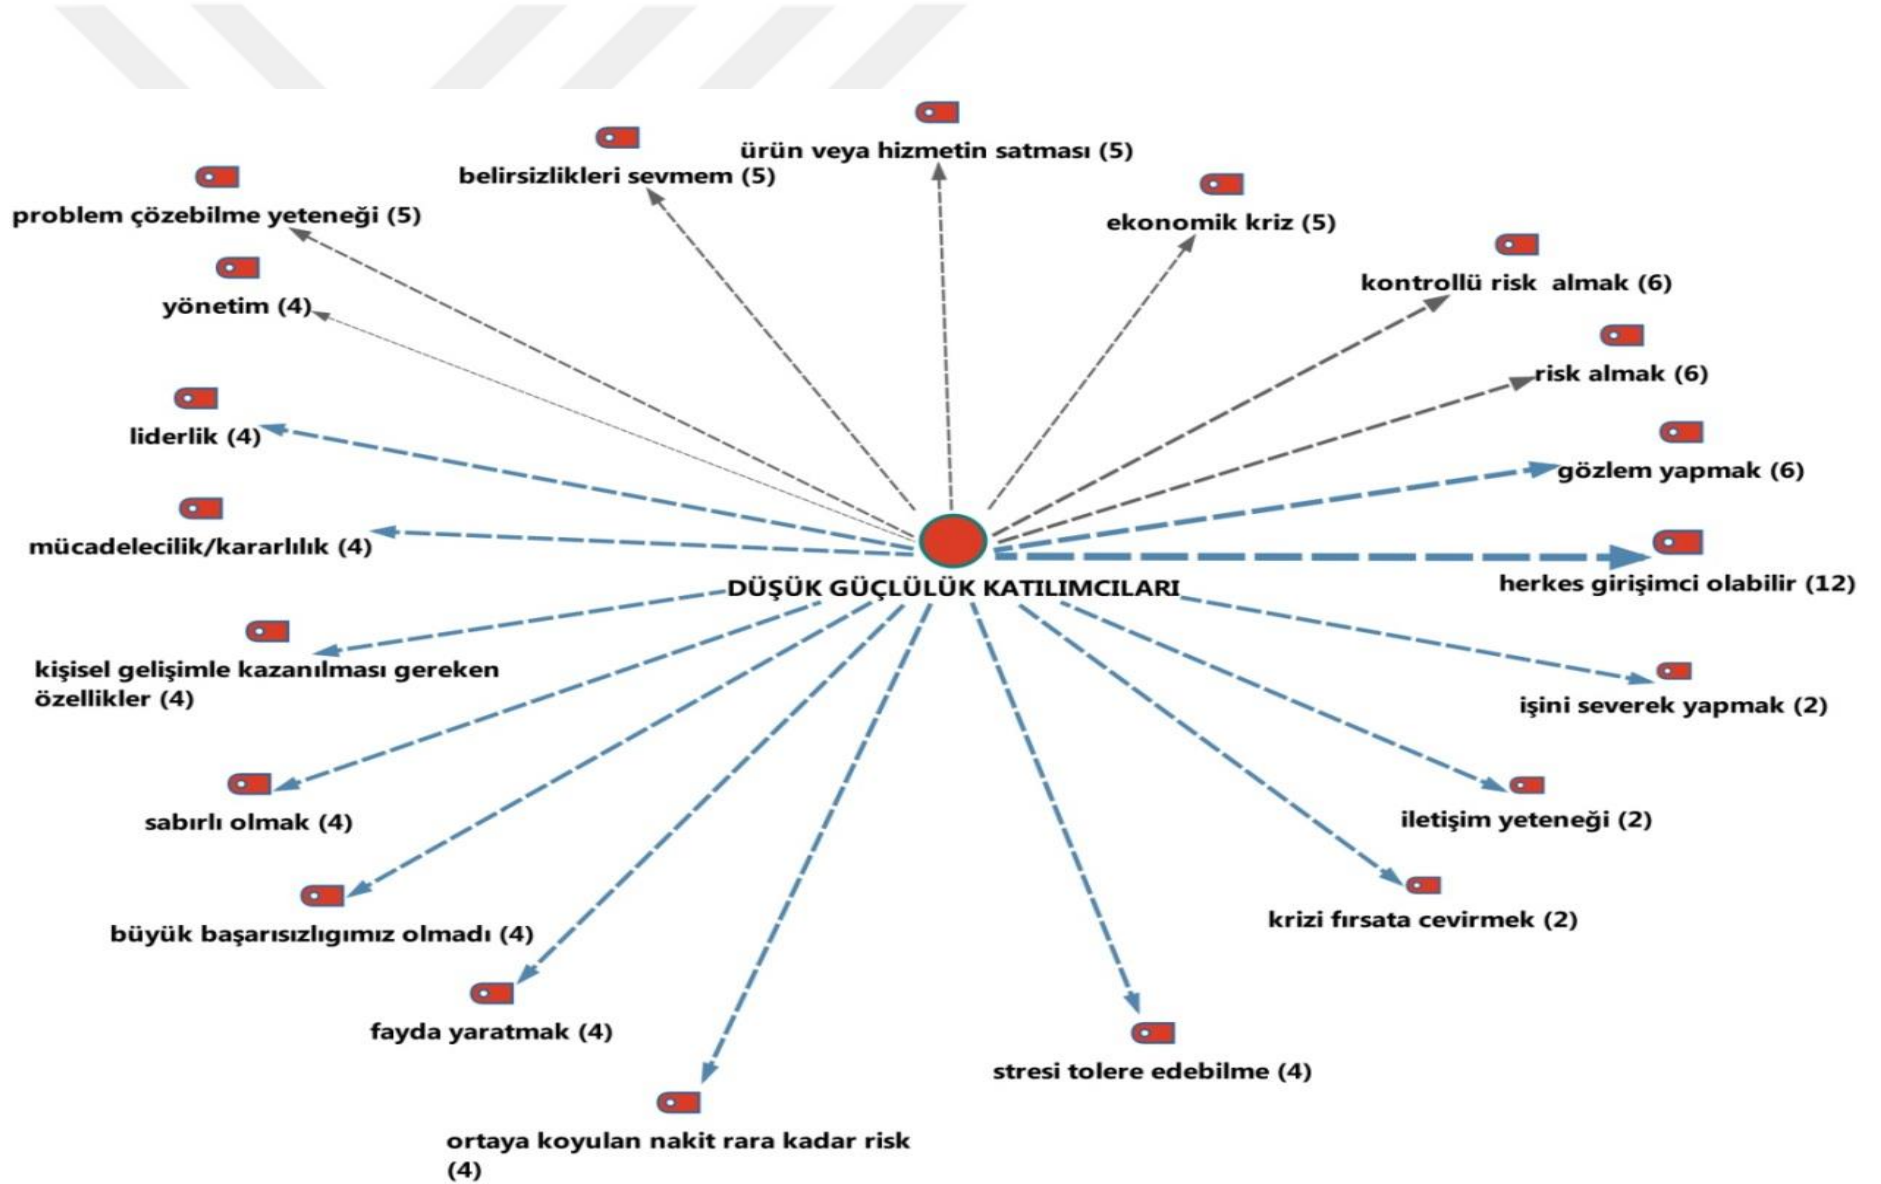 ürün veya hizmetin satması (5)
belirsizlikleri sevmem (5)
problem çözebilme yeteneği (5)
ekonomik kriz (5)
kontrollü risk  almak (6)
yönetim (4)
risk almak (6)
liderlik (4)
gözlem yapmak (6)
mücadelecilik/kararlılık (4)
herkes girişimci olabilir (12)
DÜŞÜK GÜÇLÜLÜK KATILIMCILARI
kişisel gelişimle kazanılması gereken
özellikler (4)
işini severek yapmak (2)
sabırlı olmak (4)
iletişim yeteneği (2)
büyük başarısızlıgımız olmadı (4)
krizi fırsata cevirmek (2)
fayda yaratmak (4)
stresi tolere edebilme (4)
ortaya koyulan nakit rara kadar risk
(4)